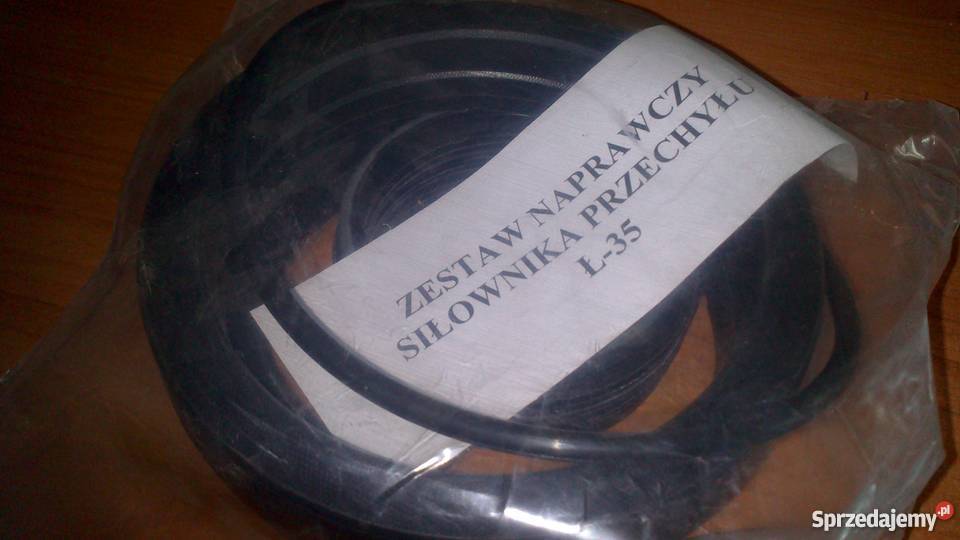 ZESTAW NAPRAWCZY
SIŁOWNIKA PRZECHYŁU
Ł-35
Sprzedajemy.pl